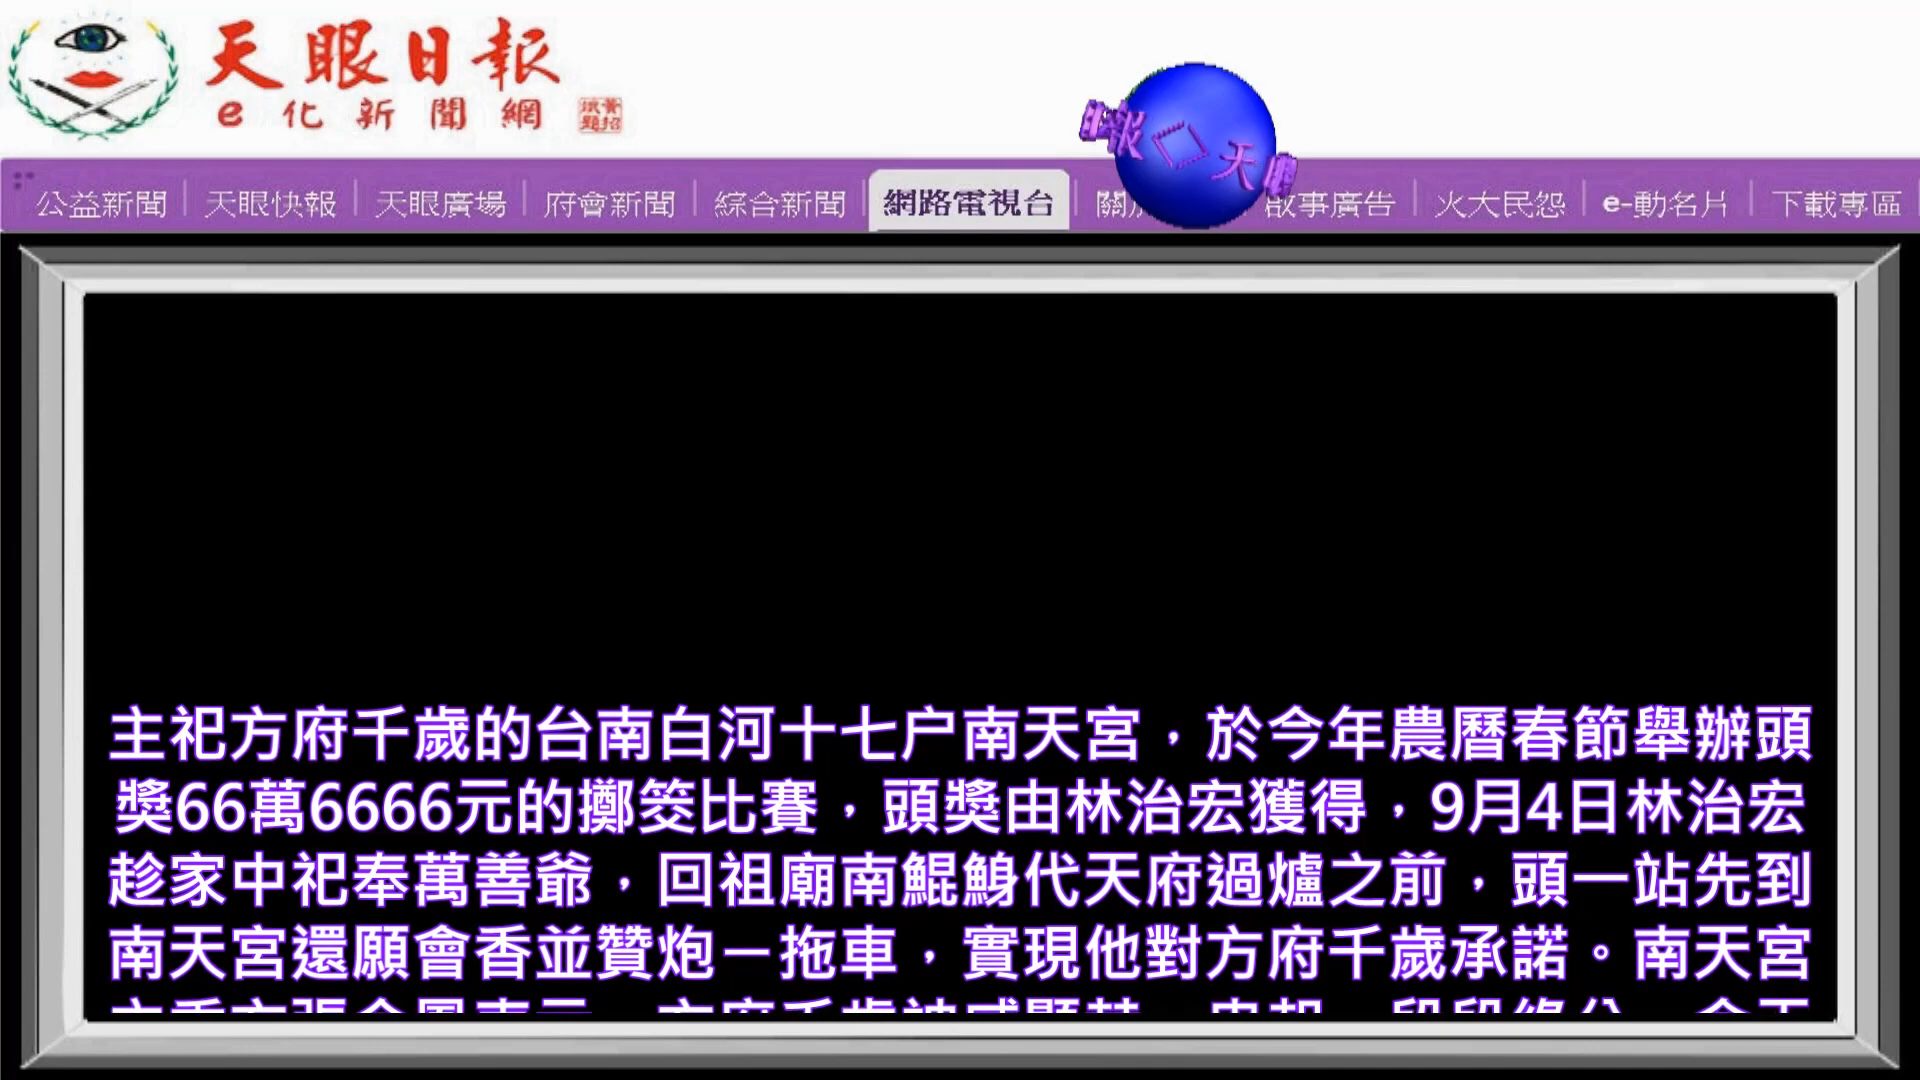 天眼日報
e化新聞網
公益新聞
天眼快報
天眼廣場
府會新聞
綜合新聞
網路電視台
啟事廣告
火大民怨
e-動名片
下載專區
主祀方府千歲的台南白河十七户南天宮，於今年農曆春節舉辦頭
獎66萬6666元的擲筊比賽，頭獎由林治宏獲得，9月4日林治宏
趁家中祀奉萬善爺，回祖廟南鯤鯓代天府過爐之前，頭一站先到
南天宮還願會香並贊炮－拖車，實現他對方府千歲承諾。南天宮